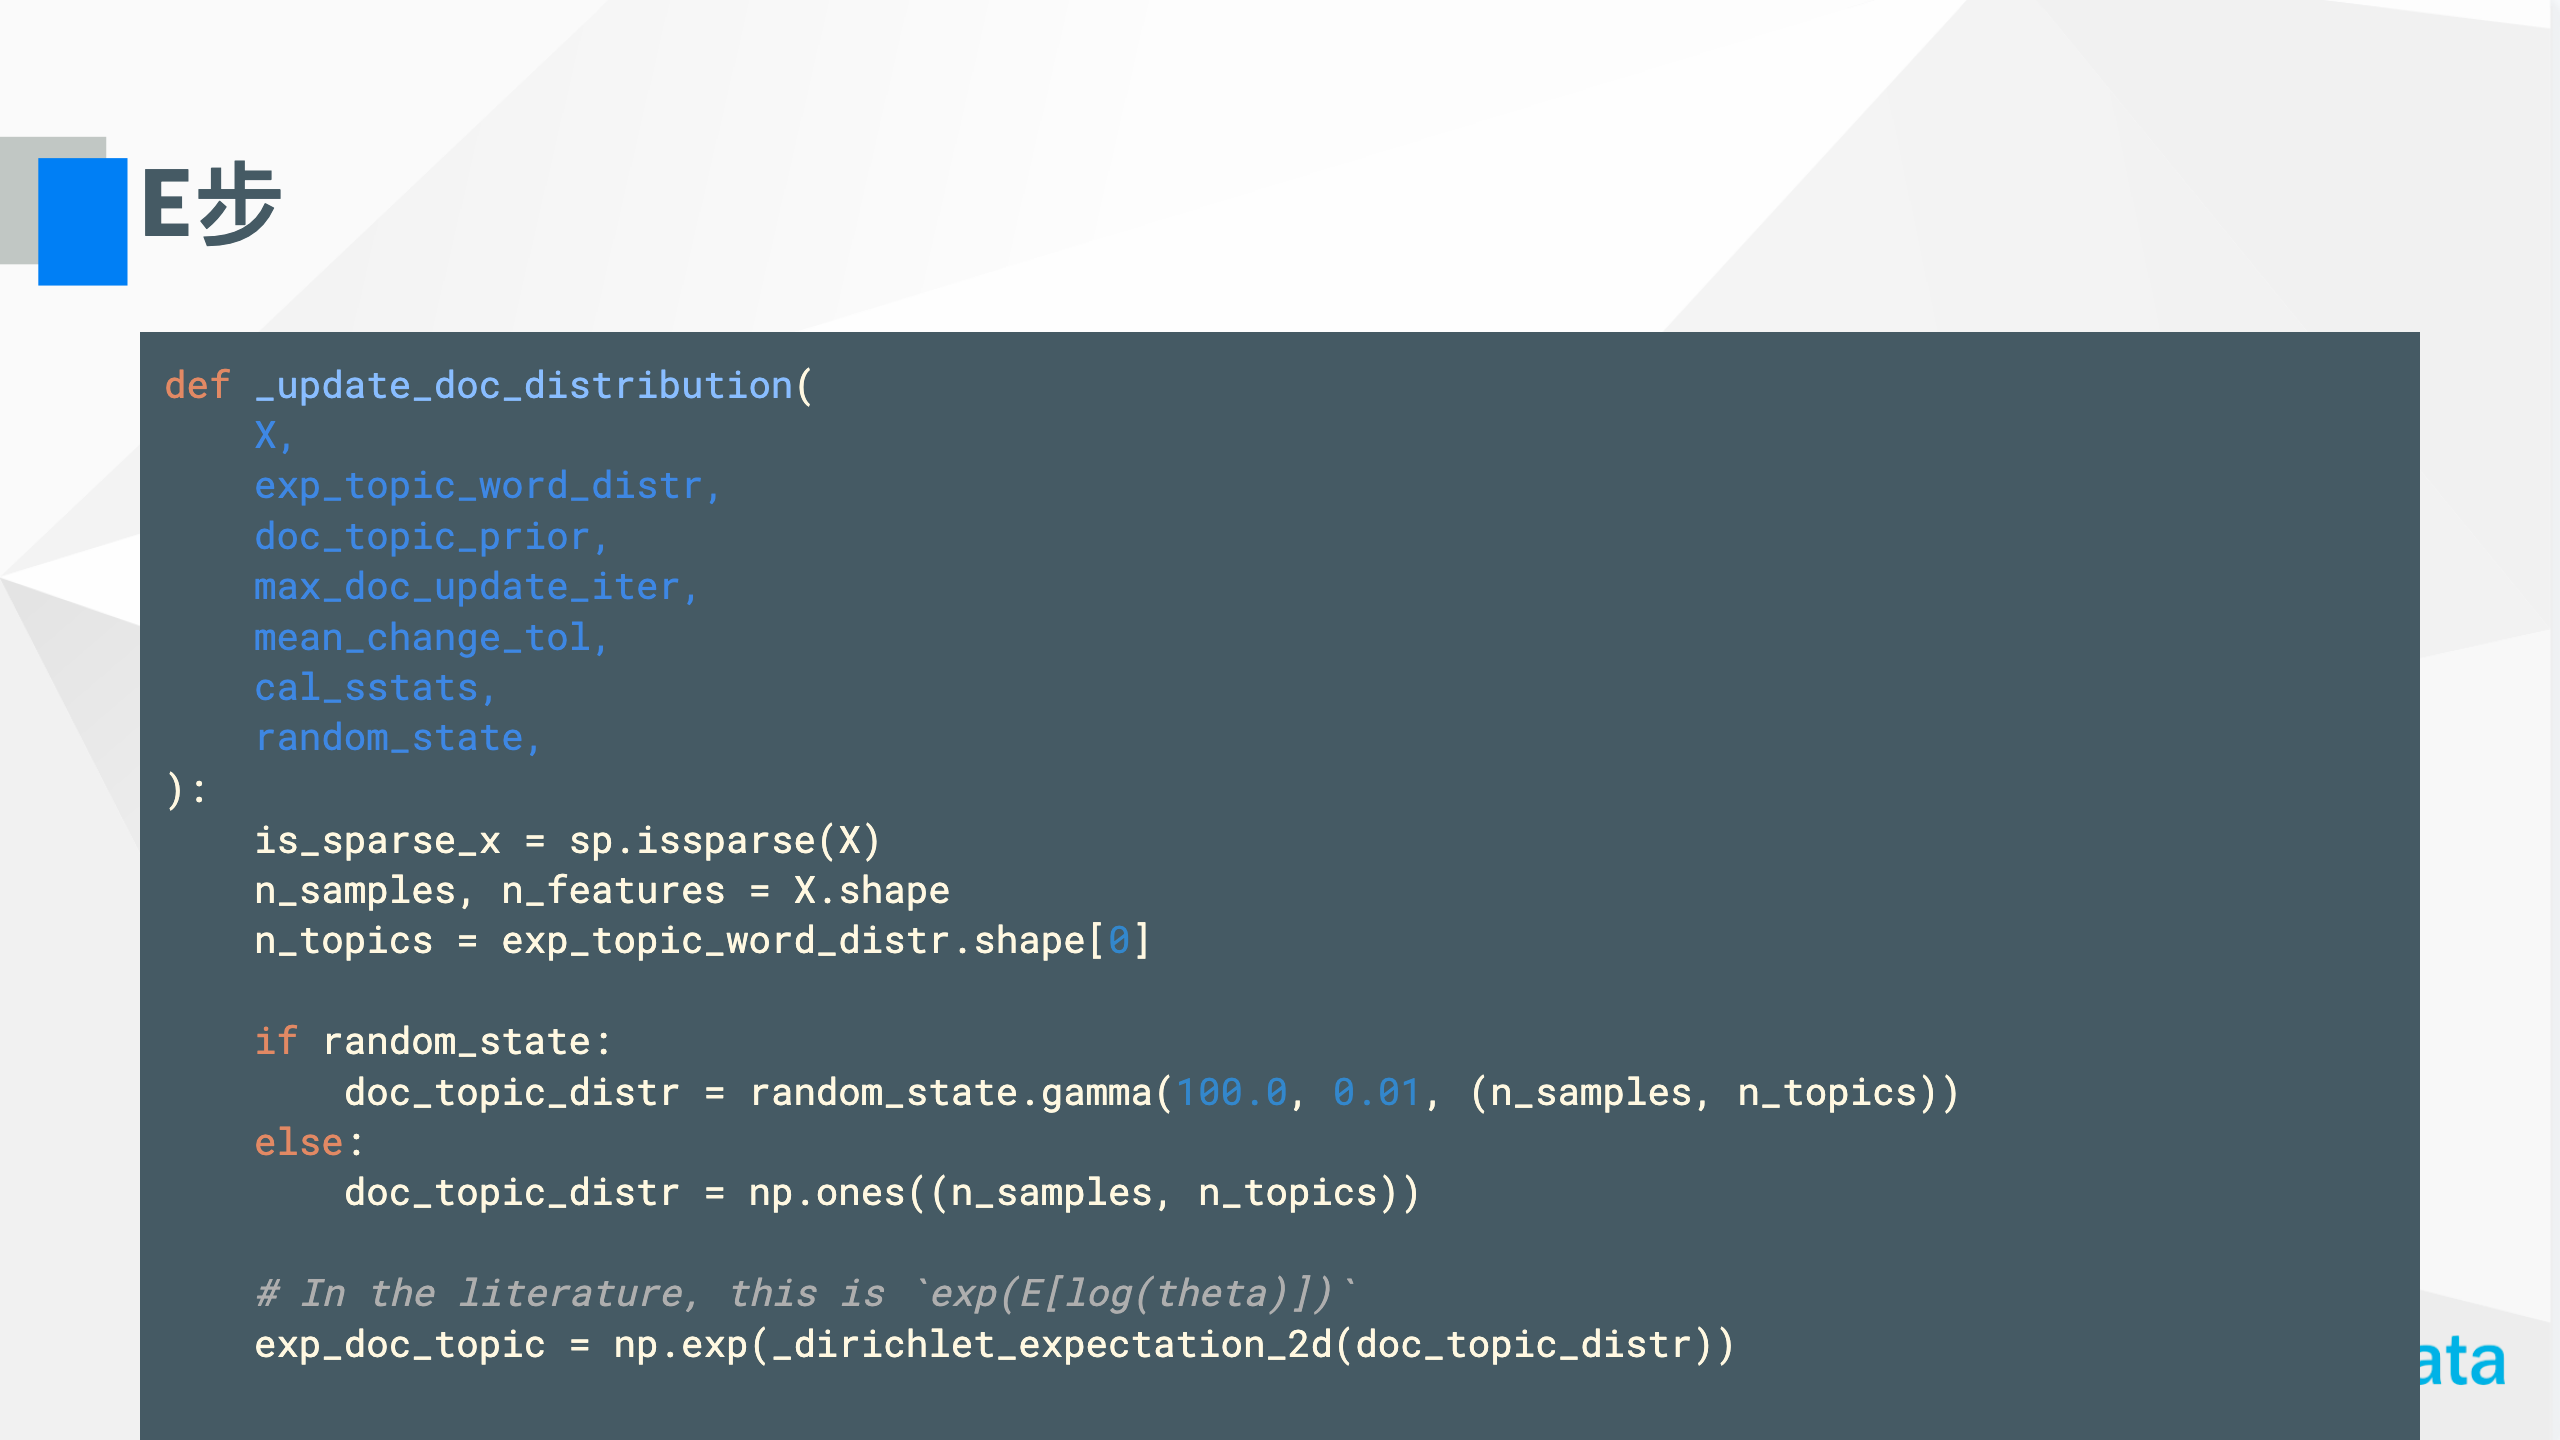 E步
def _update_doc_distribution(
    X,
    exp_topic_word_distr,
    doc_topic_prior,
    max_doc_update_iter,
    mean_change_tol,
    cal_sstats,
    random_state,
):
    is_sparse_x = sp.issparse(X)
    n_samples, n_features = X.shape
    n_topics = exp_topic_word_distr.shape[0]

    if random_state:
        doc_topic_distr = random_state.gamma(100.0, 0.01, (n_samples, n_topics))
    else:
        doc_topic_distr = np.ones((n_samples, n_topics))

    # In the literature, this is `exp(E[log(theta)])`
    exp_doc_topic = np.exp(_dirichlet_expectation_2d(doc_topic_distr))
ata